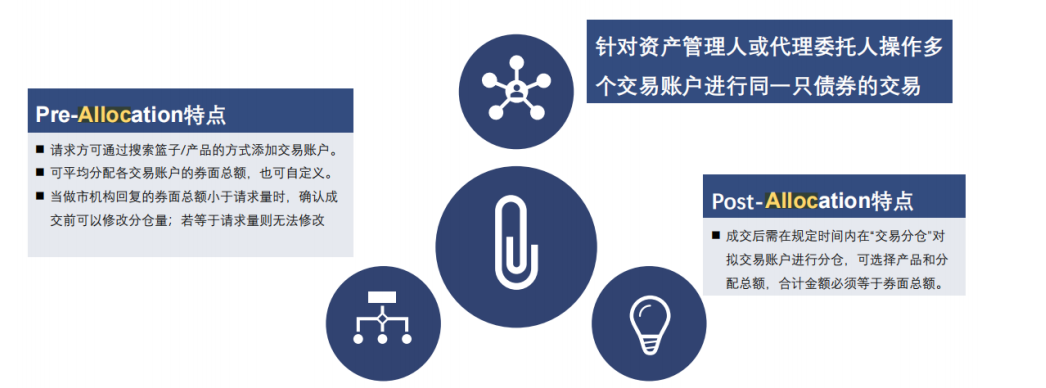 针对资产管理人或代理委托人操作多
个交易账户进行同一只债券的交易
Pre-Allocation特点
■ 请求方可通过搜索篮子/产品的方式添加交易账户。
■ 可平均分配各交易账户的券面总额，也可自定义。
■ 当做市机构回复的券面总额小于请求量时，确认成
交前可以修改分仓量；若等于请求量则无法修改
Post-Allocation特点
■ 成交后需在规定时间内在“交易分仓”对
拟交易账户进行分仓，可选择产品和分
配总额，合计金额必须等于券面总额。